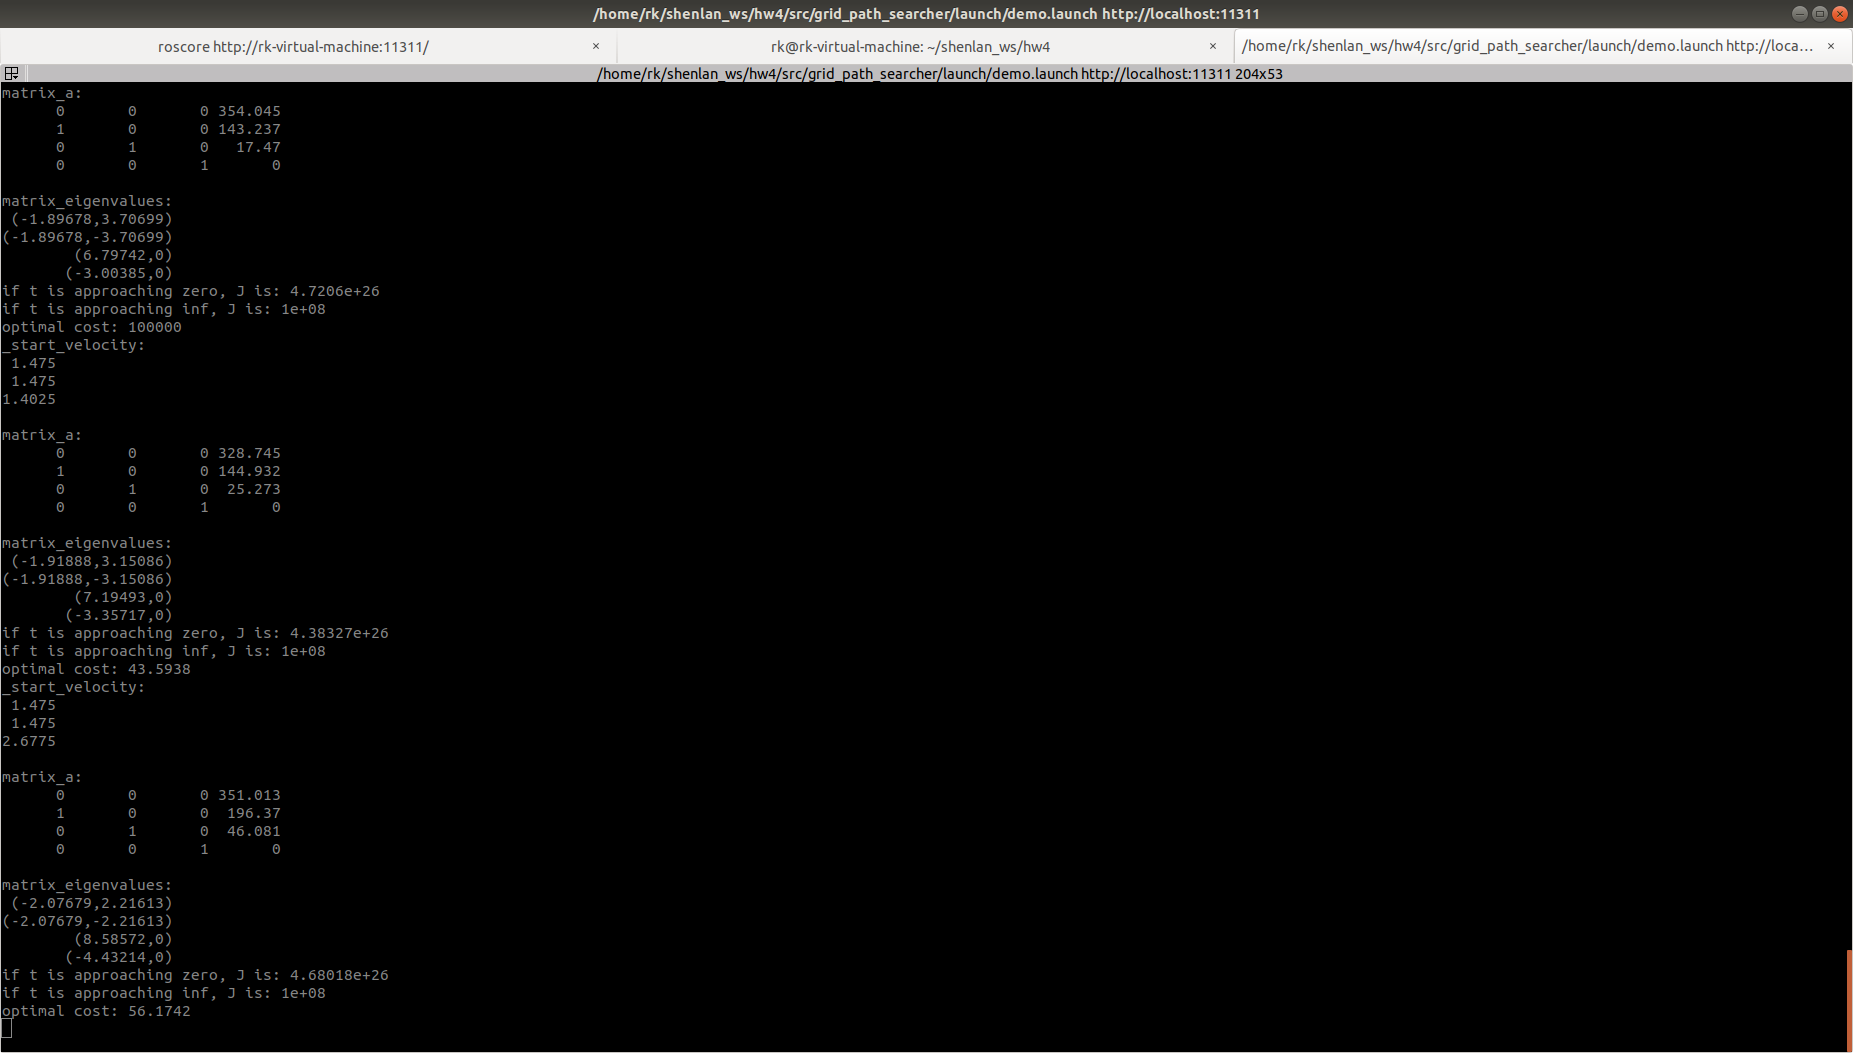 /home/rk/shenlan_ws/hw4/src/grid_path_searcher/launch/demo.launch http://localhost:11311
roscore http://rk-virtual-machine:11311/ × rk@rk-virtual-machine: ~/shenlan_ws/hw4 × /home/rk/shenlan_ws/hw4/src/grid_path_searcher/launch/demo.launch http://loca... ×
/home/rk/shenlan_ws/hw4/src/grid_path_searcher/launch/demo.launch http://localhost:11311 204x53
matrix_a:
0 0 0 354.045
1 0 0 143.237
0 1 0 17.47
0 0 1 0
matrix_eigenvalues:
(-1.89678,3.70699)
(-1.89678,-3.70699)
(6.79742,0)
(-3.00385,0)
if t is approaching zero, J is: 4.7206e+26
if t is approaching inf, J is: 1e+08
optimal cost: 100000
_start_velocity:
1.475
1.475
1.4025
matrix_a:
0 0 0 328.745
1 0 0 144.932
0 1 0 25.273
0 0 1 0
matrix_eigenvalues:
(-1.91888,3.15086)
(-1.91888,-3.15086)
(7.19493,0)
(-3.35717,0)
if t is approaching zero, J is: 4.38327e+26
if t is approaching inf, J is: 1e+08
optimal cost: 43.5938
_start_velocity:
1.475
1.475
2.6775
matrix_a:
0 0 0 351.013
1 0 0 196.37
0 1 0 46.081
0 0 1 0
matrix_eigenvalues:
(-2.07679,2.21613)
(-2.07679,-2.21613)
(8.58572,0)
(-4.43214,0)
if t is approaching zero, J is: 4.68018e+26
if t is approaching inf, J is: 1e+08
optimal cost: 56.1742